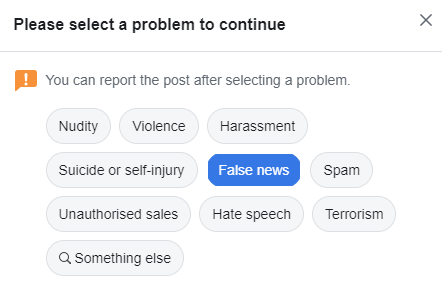 Please select a problem to continue
You can report the post after selecting a problem.
Nudity Violence Harassment
Suicide or self-injury False news Spam
Unauthorised sales Hate speech Terrorism
Something else